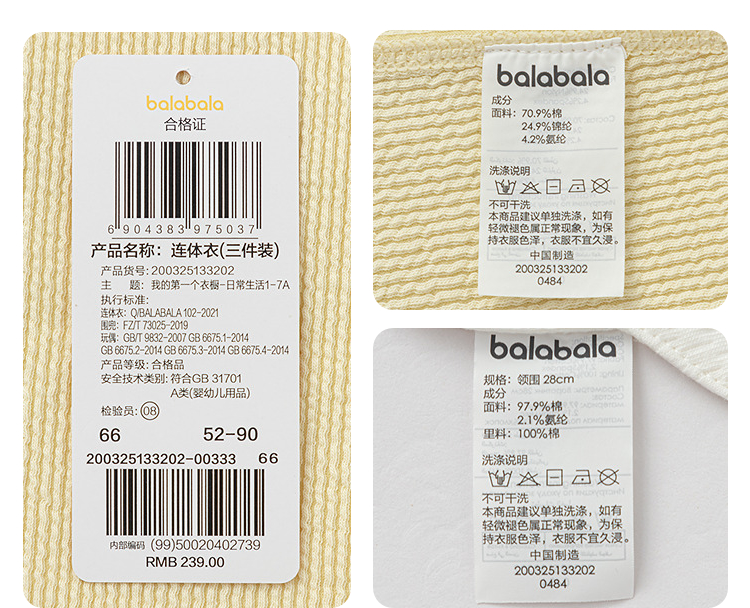 balabala
合格证
6 904383 975037
产品名称：连体衣(三件装)
产品货号：200325133202
主 题：我的第一个衣橱-日常生活1-7A
执行标准：
连体衣：Q/BALABALA 102-2021
围兜：FZ/T 73025-2019
玩偶：GB/T 9832-2007 GB 6675.1-2014
GB 6675.2-2014 GB 6675.3-2014 GB 6675.4-2014
产品等级：合格品
安全技术类别：符合GB 31701
A类(婴幼儿用品)
检验员：08
66 52-90
200325133202-00333 66
内部编码 (99)50020402739
RMB 239.00
balabala
成分
面料：70.9%棉
24.9%锦纶
4.2%氨纶
洗涤说明
不可干洗
本商品建议单独洗涤，如有
轻微褪色属正常现象，为保
持衣服色泽，衣服不宜久浸。
中国制造
200325133202
0484
balabala
规格：领围28cm
成分
面料：97.9%棉
2.1%氨纶
里料：100%棉
洗涤说明
不可干洗
本商品建议单独洗涤，如有
轻微褪色属正常现象，为保
持衣服色泽，衣服不宜久浸。
中国制造
200325133202
0484